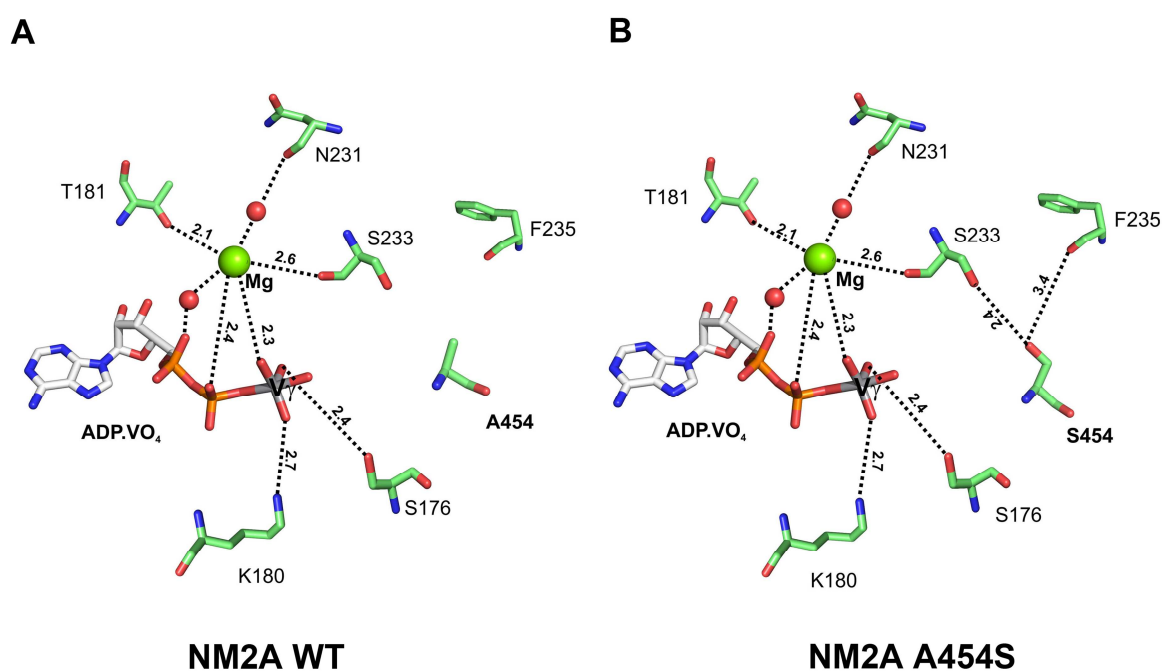 A
N231
T181
2.1
S233
F235
2.6
Mg
2.4
2.3
V
ADP.VO₄
2.4
A454
2.7
S176
K180
NM2A WT
B
N231
T181
2.1
S233
F235
2.6
Mg
3.4
2.4
2.4
2.3
V
ADP.VO₄
2.4
S454
2.7
S176
K180
NM2A A454S